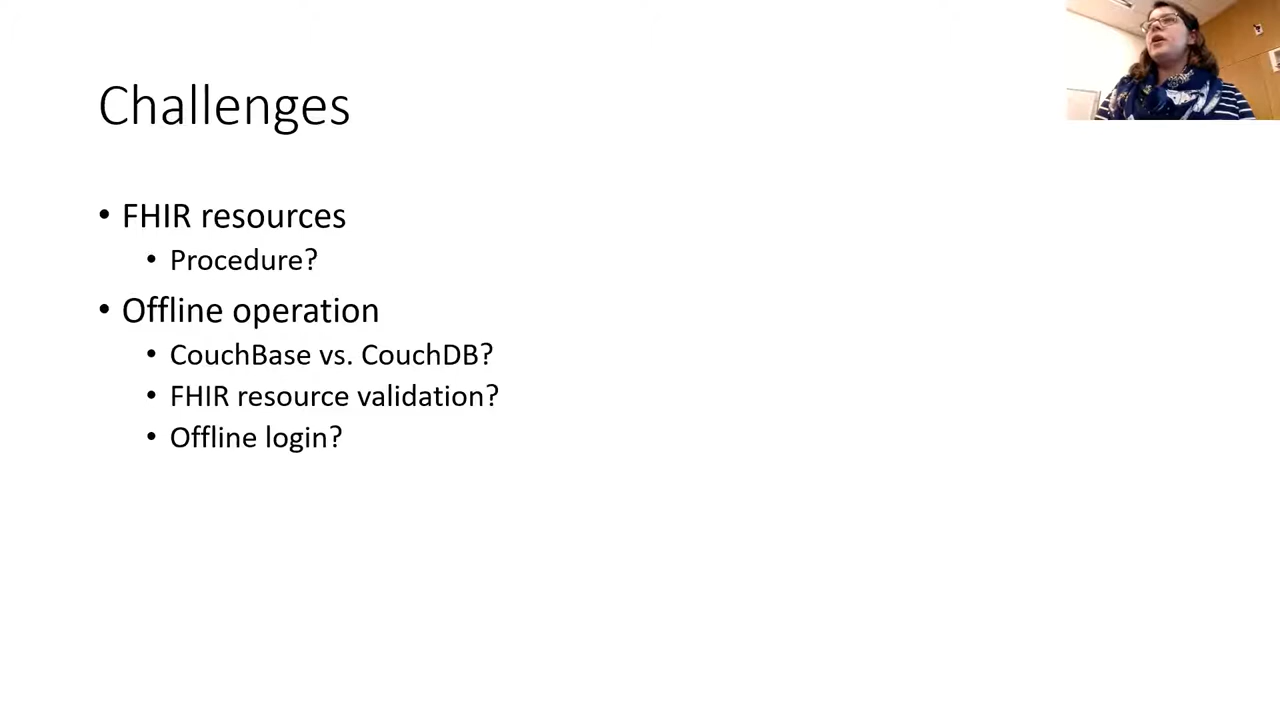 Challenges
• FHIR resources
• Procedure?
• Offline operation
• CouchBase vs. CouchDB?
• FHIR resource validation?
• Offline login?